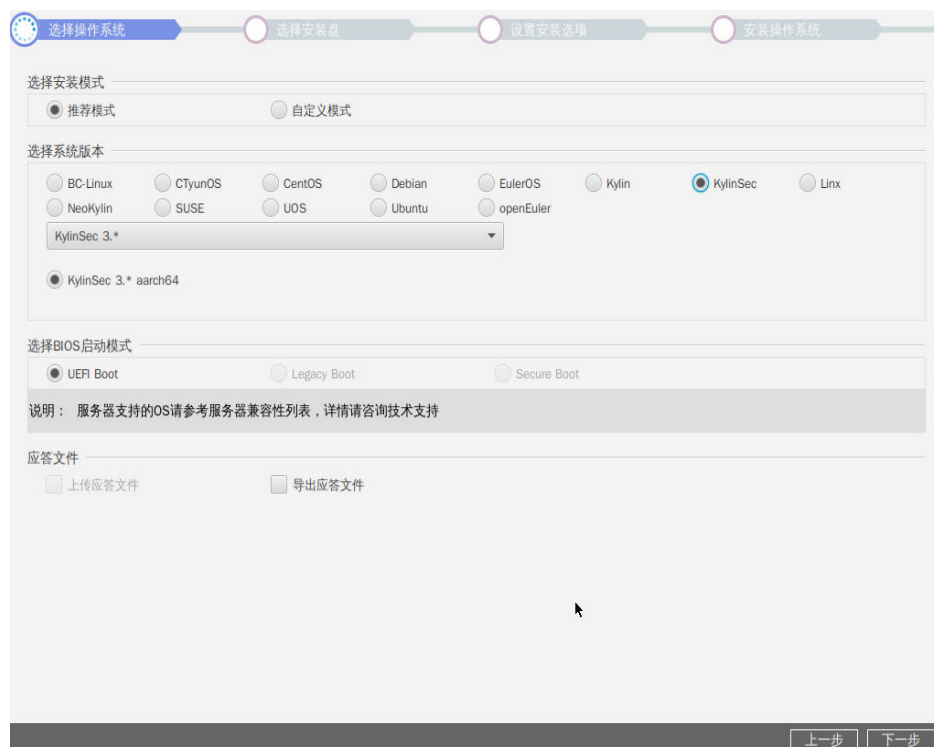 选择操作系统 选择安装盘 设置安装选项 安装操作系统
选择安装模式
推荐模式 自定义模式
选择系统版本
BC-Linux CTyunOS CentOS Debian EulerOS Kylin KylinSec Linx
NeoKylin SUSE UOS Ubuntu openEuler
KylinSec 3.*
KylinSec 3.* aarch64
选择BIOS启动模式
UEFI Boot Legacy Boot Secure Boot
说明： 服务器支持的OS请参考服务器兼容性列表，详情请咨询技术支持
应答文件
上传应答文件 导出应答文件
上一步 下一步